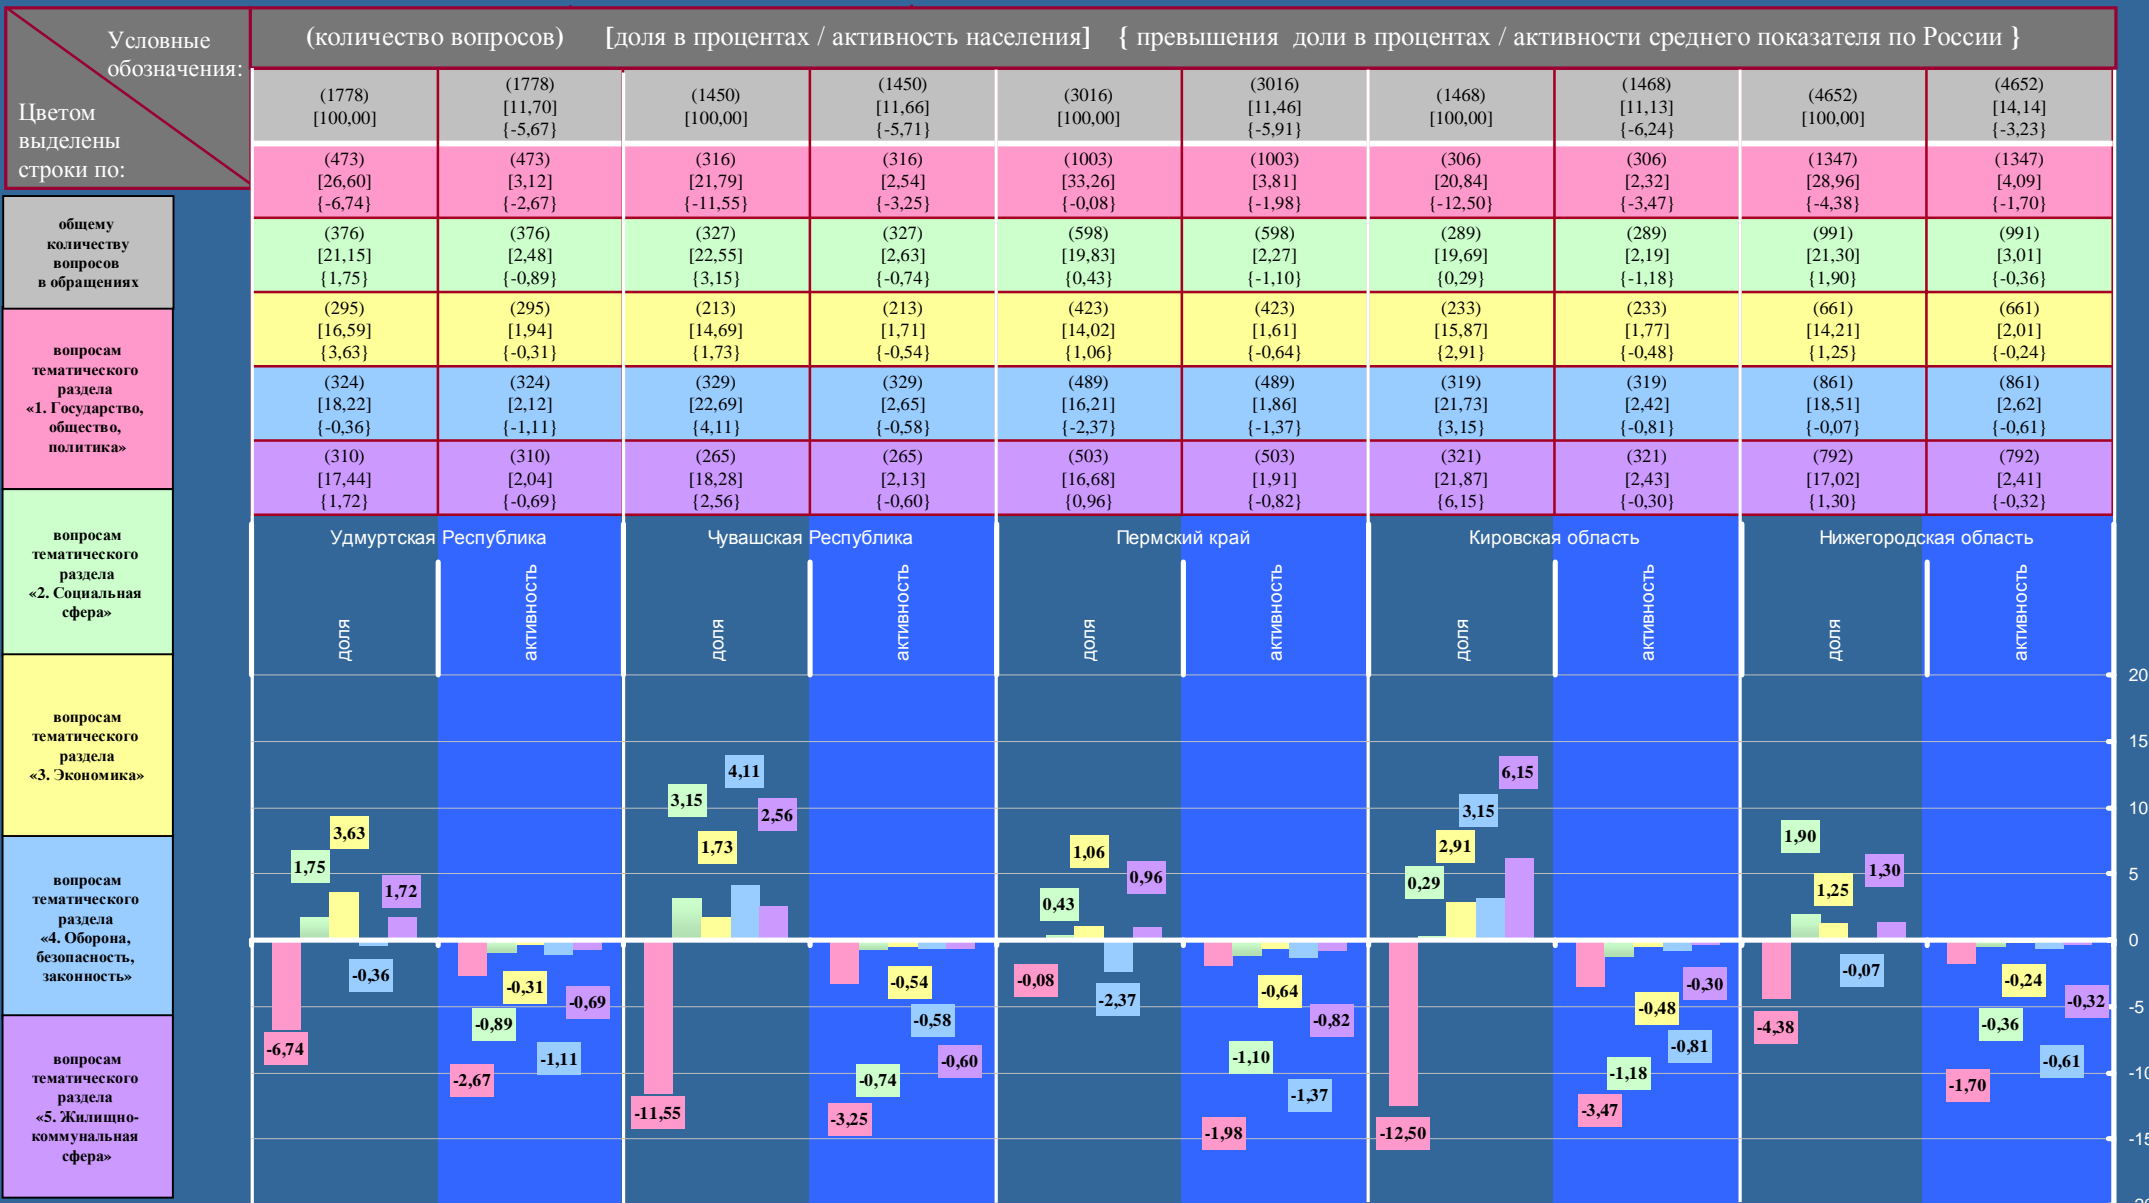 Условные
обозначения:
Цветом
выделены
строки по:
(количество вопросов) [доля в процентах / активность населения] { превышения доли в процентах / активности среднего показателя по России }
(1778) (1778) (1450) (1450) (3016) (3016) (1468) (1468) (4652) (4652)
[100,00] [11,70] [100,00] [11,66] [100,00] [11,46] [100,00] [11,13] [100,00] [14,14]
{-5,67} {-5,71} {-5,91} {-6,24} {-3,23}
(473) (473) (316) (316) (1003) (1003) (306) (306) (1347) (1347)
[26,60] [3,12] [21,79] [2,54] [33,26] [3,81] [20,84] [2,32] [28,96] [4,09]
{-6,74} {-2,67} {-11,55} {-3,25} {-0,08} {-1,98} {-12,50} {-3,47} {-4,38} {-1,70}
(376) (376) (327) (327) (598) (598) (289) (289) (991) (991)
[21,15] [2,48] [22,55] [2,63] [19,83] [2,27] [19,69] [2,19] [21,30] [3,01]
{1,75} {-0,89} {3,15} {-0,74} {0,43} {-1,10} {0,29} {-1,18} {1,90} {-0,36}
(295) (295) (213) (213) (423) (423) (233) (233) (661) (661)
[16,59] [1,94] [14,69] [1,71] [14,02] [1,61] [15,87] [1,77] [14,21] [2,01]
{3,63} {-0,31} {1,73} {-0,54} {1,06} {-0,64} {2,91} {-0,48} {1,25} {-0,24}
(324) (324) (329) (329) (489) (489) (319) (319) (861) (861)
[18,22] [2,12] [22,69] [2,65] [16,21] [1,86] [21,73] [2,42] [18,51] [2,62]
{-0,36} {-1,11} {4,11} {-0,58} {-2,37} {-1,37} {3,15} {-0,81} {-0,07} {-0,61}
(310) (310) (265) (265) (503) (503) (321) (321) (792) (792)
[17,44] [2,04] [18,28] [2,13] [16,68] [1,91] [21,87] [2,43] [17,02] [2,41]
{1,72} {-0,69} {2,56} {-0,60} {0,96} {-0,82} {6,15} {-0,30} {1,30} {-0,32}
общему
количеству
вопросов
в обращениях
вопросам
тематического
раздела
«1. Государство,
общество,
политика»
вопросам
тематического
раздела
«2. Социальная
сфера»
вопросам
тематического
раздела
«3. Экономика»
вопросам
тематического
раздела
«4. Оборона,
безопасность,
законность»
вопросам
тематического
раздела
«5. Жилищно-
коммунальная
сфера»
Удмуртская Республика Чувашская Республика Пермский край Кировская область Нижегородская область
доля активность доля активность доля активность доля активность доля активность
-6,74 1,75 3,63 -0,36 1,72
-2,67 -0,89 -0,31 -1,11 -0,69
-11,55 3,15 1,73 4,11 2,56
-3,25 -0,74 -0,54 -0,58 -0,60
-0,08 0,43 1,06 -2,37 0,96
-1,98 -1,10 -0,64 -1,37 -0,82
-12,50 0,29 2,91 3,15 6,15
-3,47 -1,18 -0,48 -0,81 -0,30
-4,38 1,90 1,25 -0,07 1,30
-1,70 -0,36 -0,24 -0,61 -0,32
20
15
10
5
0
-5
-10
-15